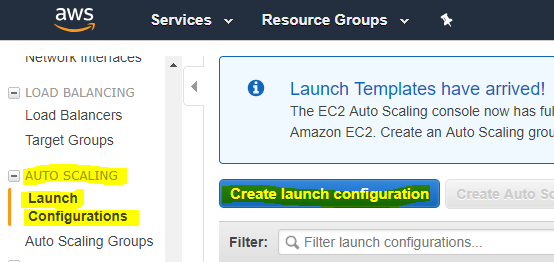 aws
Services
Resource Groups
Network Interfaces
LOAD BALANCING
Load Balancers
Target Groups
AUTO SCALING
Launch
Configurations
Auto Scaling Groups
Launch Templates have arrived!
The EC2 Auto Scaling console now has ful
Amazon EC2. Create an Auto Scaling grou
Create launch configuration
Create Auto Sc
Filter:
Filter launch configurations...